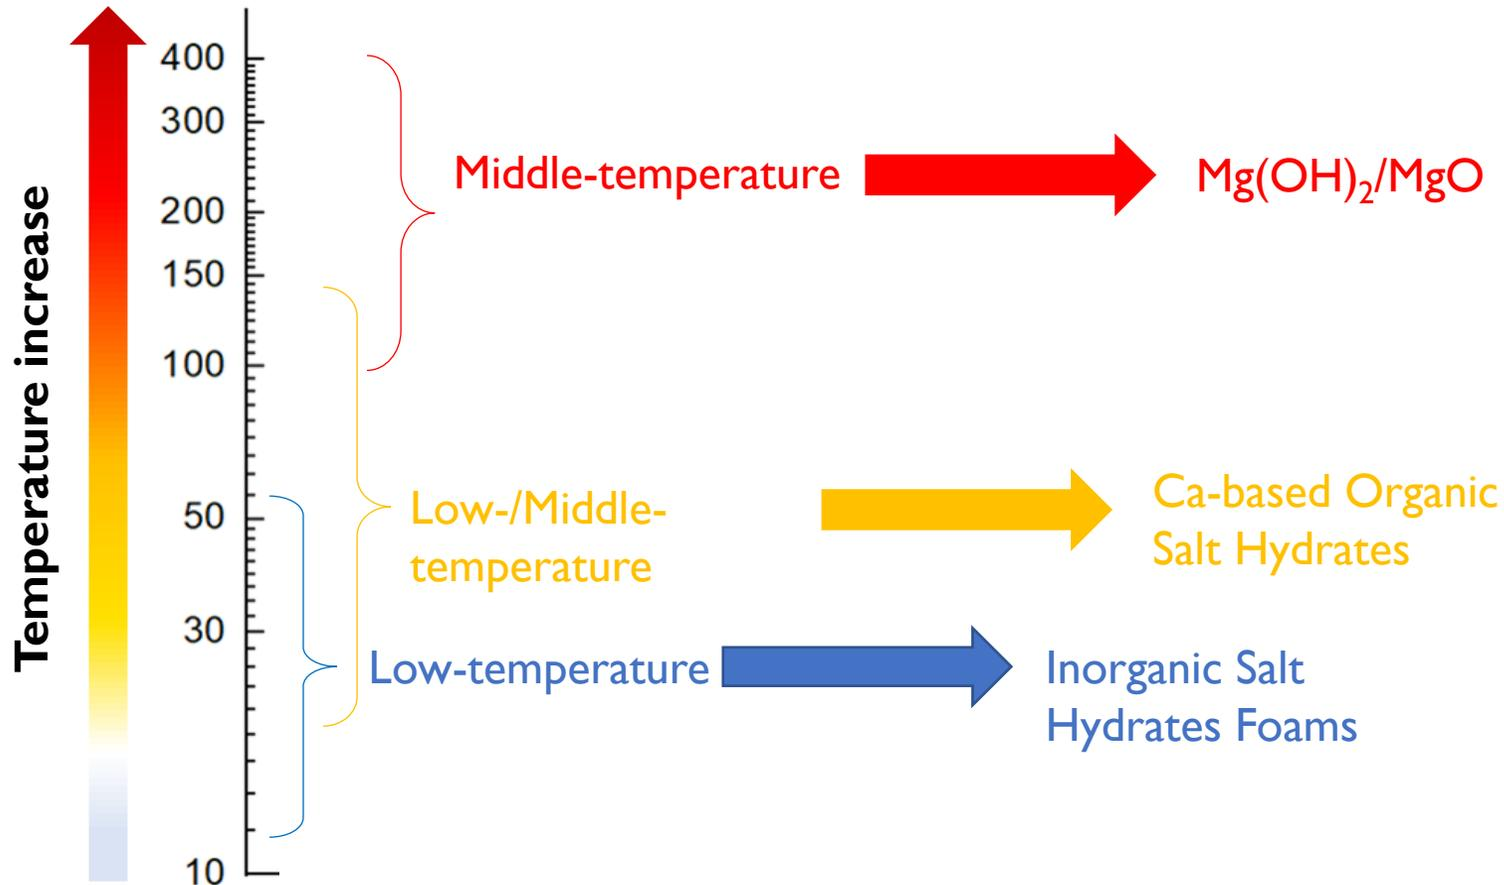 Temperature increase
400
300
200
150
100
50
30
10
Middle-temperature
Mg(OH)₂/MgO
Low-/Middle-
temperature
Ca-based Organic
Salt Hydrates
Low-temperature
Inorganic Salt
Hydrates Foams